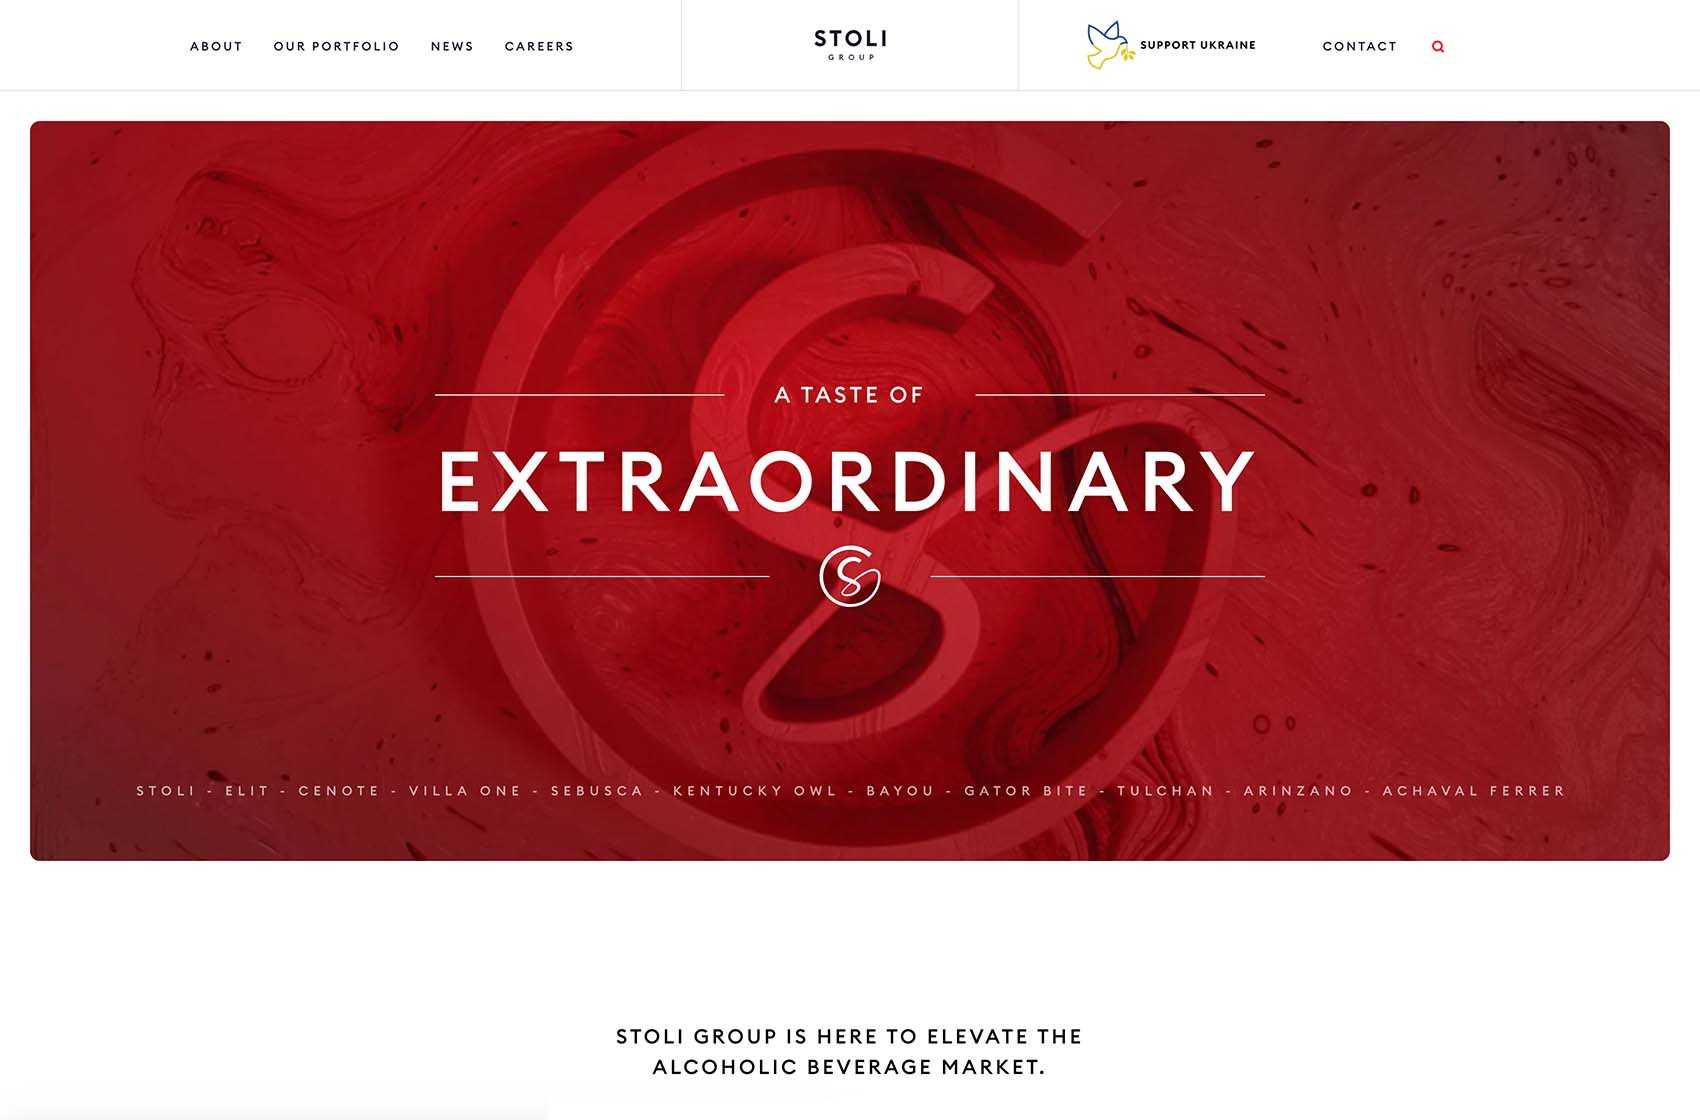 ABOUT OUR PORTFOLIO NEWS CAREERS
STOLI
GROUP
SUPPORT UKRAINE
CONTACT
A TASTE OF
EXTRAORDINARY
STOLI - ELIT - CENOTE - VILLA ONE - SEBUSCA - KENTUCKY OWL - BAYOU - GATOR BITE - TULCHAN - ARINZANO - ACHAVAL FERRER
STOLI GROUP IS HERE TO ELEVATE THE
ALCOHOLIC BEVERAGE MARKET.